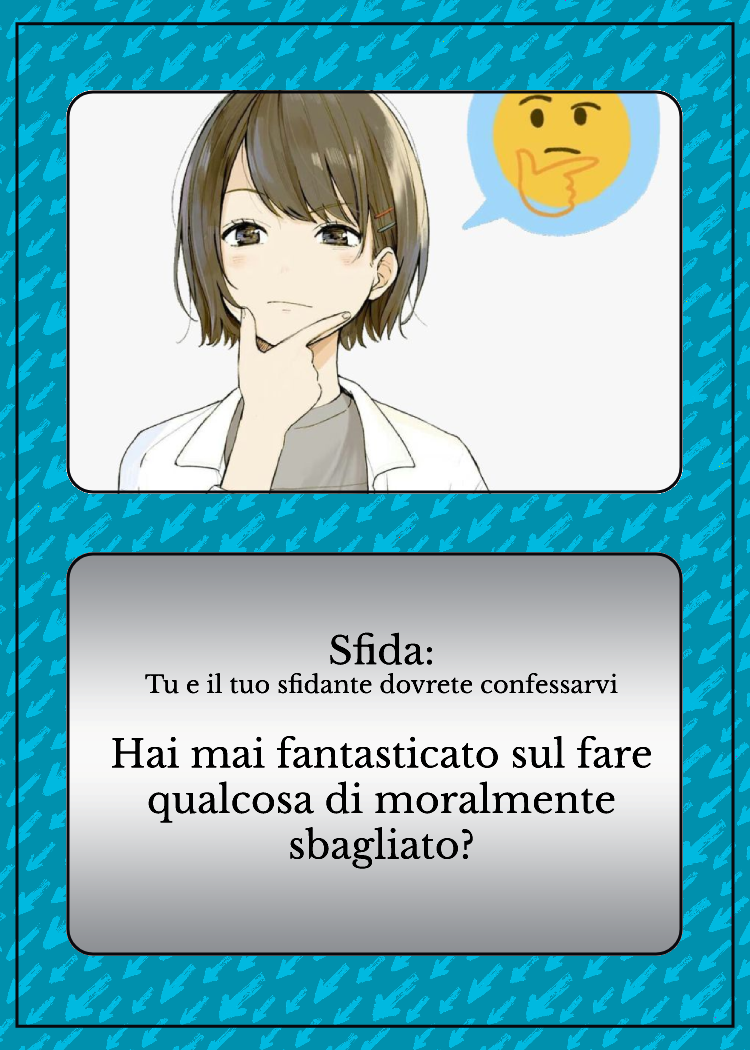 Sfida:
Tu e il tuo sfidante dovrete confessarvi
Hai mai fantasticato sul fare
qualcosa di moralmente
sbagliato?